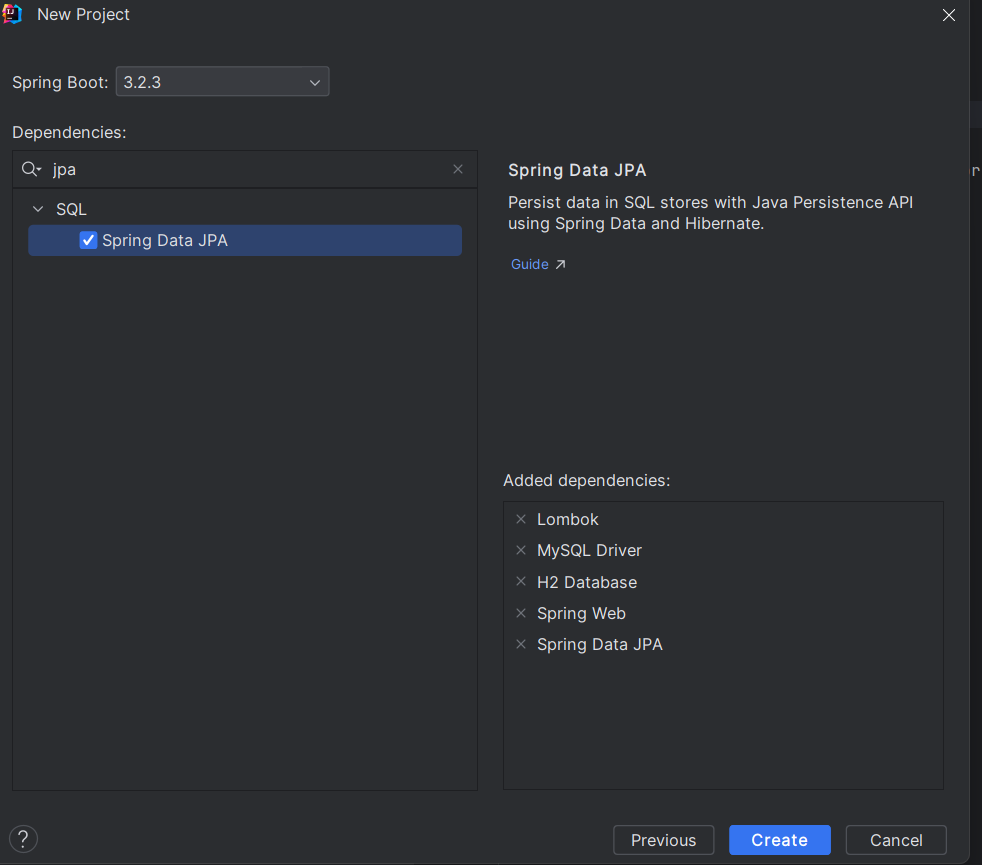 New Project
Spring Boot: 3.2.3
Dependencies:
jpa
SQL
Spring Data JPA
Spring Data JPA
Persist data in SQL stores with Java Persistence API
using Spring Data and Hibernate.
Guide
Added dependencies:
Lombok
MySQL Driver
H2 Database
Spring Web
Spring Data JPA
?
Previous
Create
Cancel
r